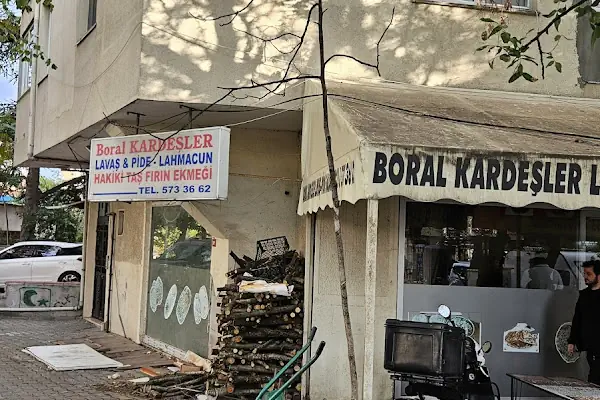 Boral KARDEŞLER
LAVAŞ & PİDE - LAHMACUN
HAKİKİ TAŞ FIRIN EKMEĞİ
TEL. 573 36 62
BORAL KARDEŞLER L